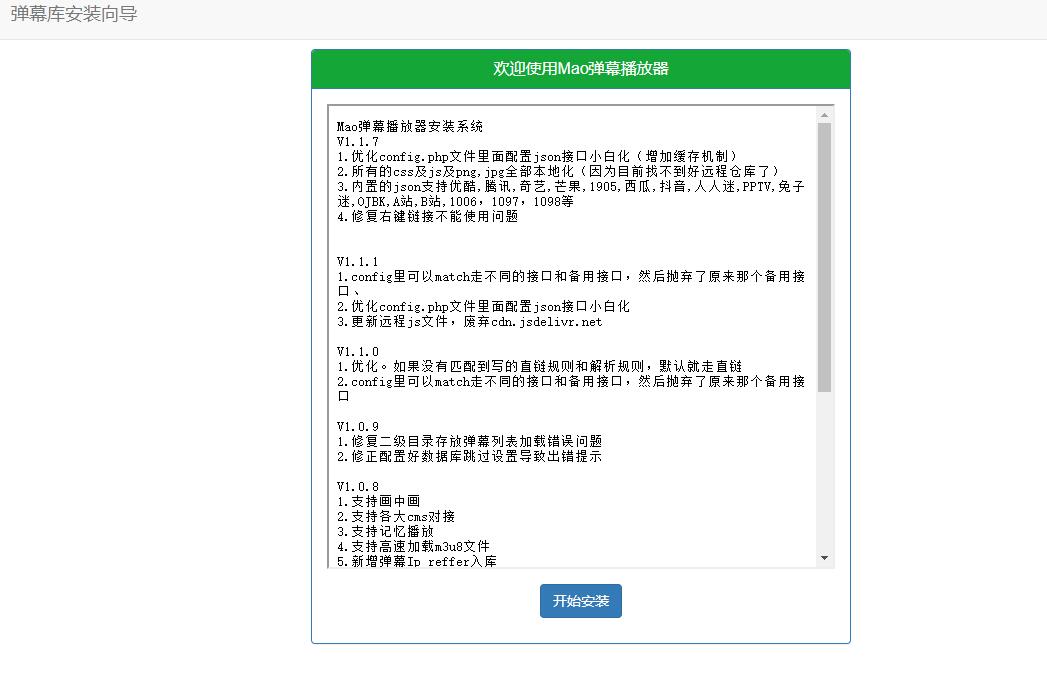 弹幕库安装向导
欢迎使用Mao弹幕播放器
Mao弹幕播放器安装系统
V1.1.7
1.优化config.php文件里面配置json接口小白化（增加缓存机制）
2.所有的css及js及png,jpg全部本地化（因为目前找不到好远程仓库了）
3.内置的json支持优酷,腾讯,奇艺,芒果,1905,西瓜,抖音,人人迷,PPTV,兔子
迷,OJBK,A站,B站,1006，1097，1098等
4.修复右键链接不能使用问题
V1.1.1
1.config里可以match走不同的接口和备用接口，然后抛弃了原来那个备用接
口、
2.优化config.php文件里面配置json接口小白化
3.更新远程js文件，废弃cdn.jsdelivr.net
V1.1.0
1.优化。如果没有匹配到写的直链规则和解析规则，默认就走直链
2.config里可以match走不同的接口和备用接口，然后抛弃了原来那个备用接
口
V1.0.9
1.修复二级目录存放弹幕列表加载错误问题
2.修正配置好数据库跳过设置导致出错提示
V1.0.8
1.支持画中画
2.支持各大cms对接
3.支持记忆播放
4.支持高速加载m3u8文件
5.新增弹幕Ip reffer入库
开始安装